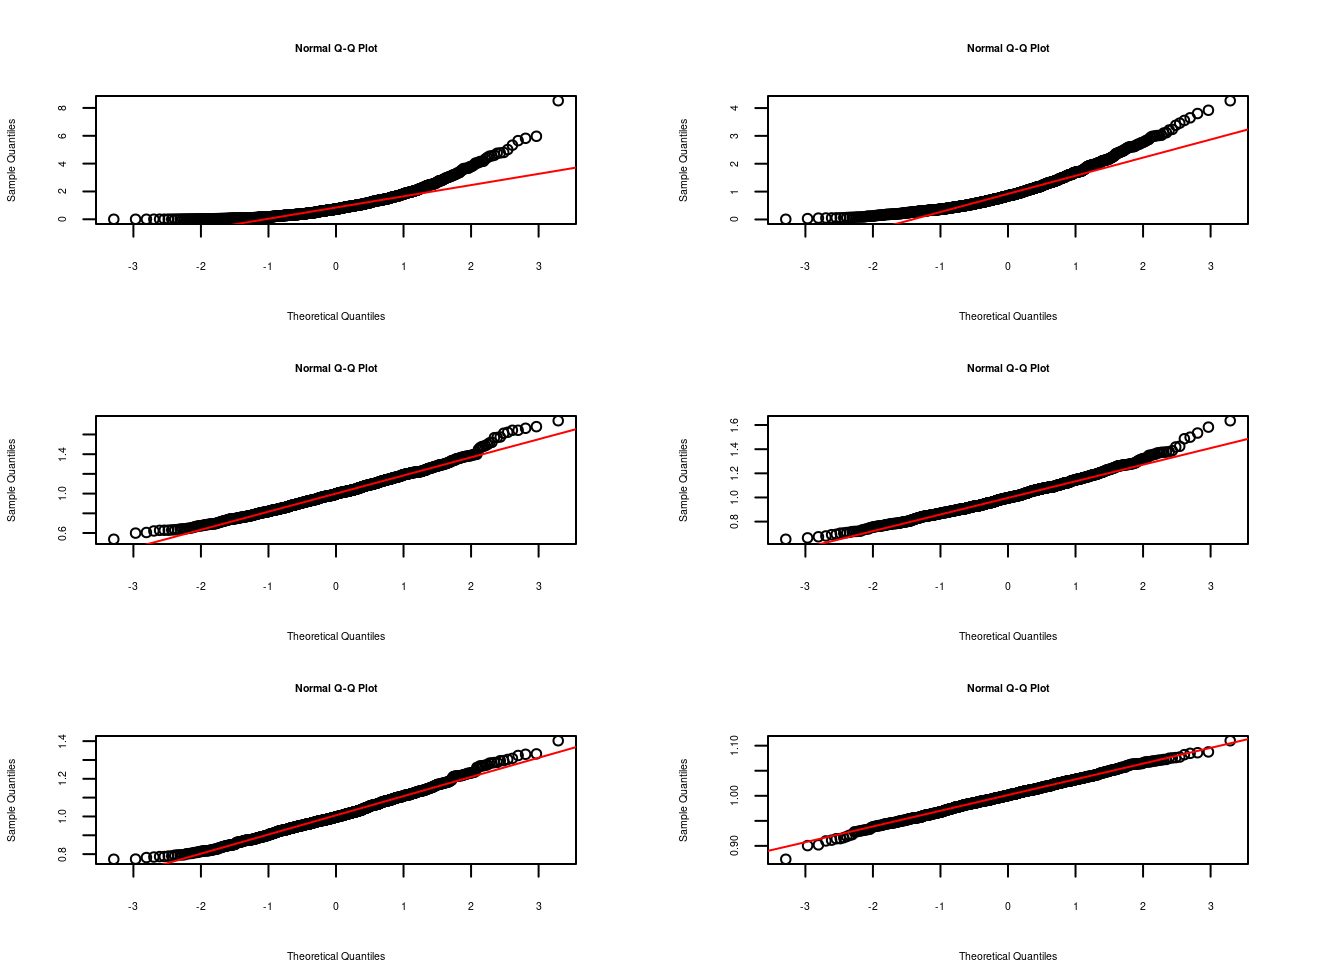 Normal Q-Q Plot
Sample Quantiles
8
6
4
2
0
-3 -2 -1 0 1 2 3
Theoretical Quantiles
Normal Q-Q Plot
Sample Quantiles
4
3
2
1
0
-3 -2 -1 0 1 2 3
Theoretical Quantiles
Normal Q-Q Plot
Sample Quantiles
1.4
1.0
0.6
-3 -2 -1 0 1 2 3
Theoretical Quantiles
Normal Q-Q Plot
Sample Quantiles
1.6
1.4
1.2
1.0
0.8
-3 -2 -1 0 1 2 3
Theoretical Quantiles
Normal Q-Q Plot
Sample Quantiles
1.4
1.2
1.0
0.8
-3 -2 -1 0 1 2 3
Theoretical Quantiles
Normal Q-Q Plot
Sample Quantiles
1.10
1.00
0.90
-3 -2 -1 0 1 2 3
Theoretical Quantiles